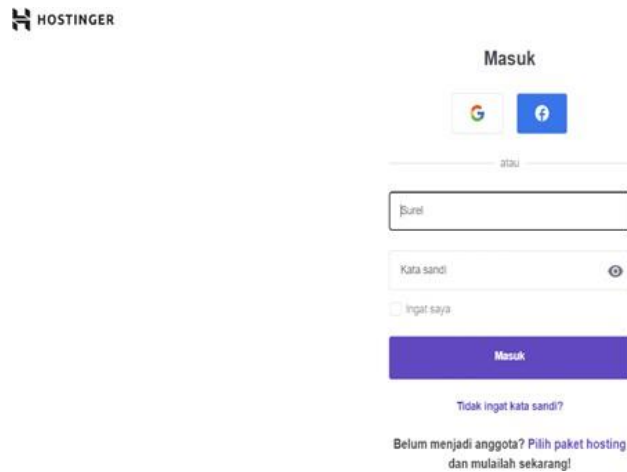 HOSTINGER
Masuk
atau
Surel
Kata sandi
Ingat saya
Masuk
Tidak ingat kata sandi?
Belum menjadi anggota? Pilih paket hosting
dan mulailah sekarang!